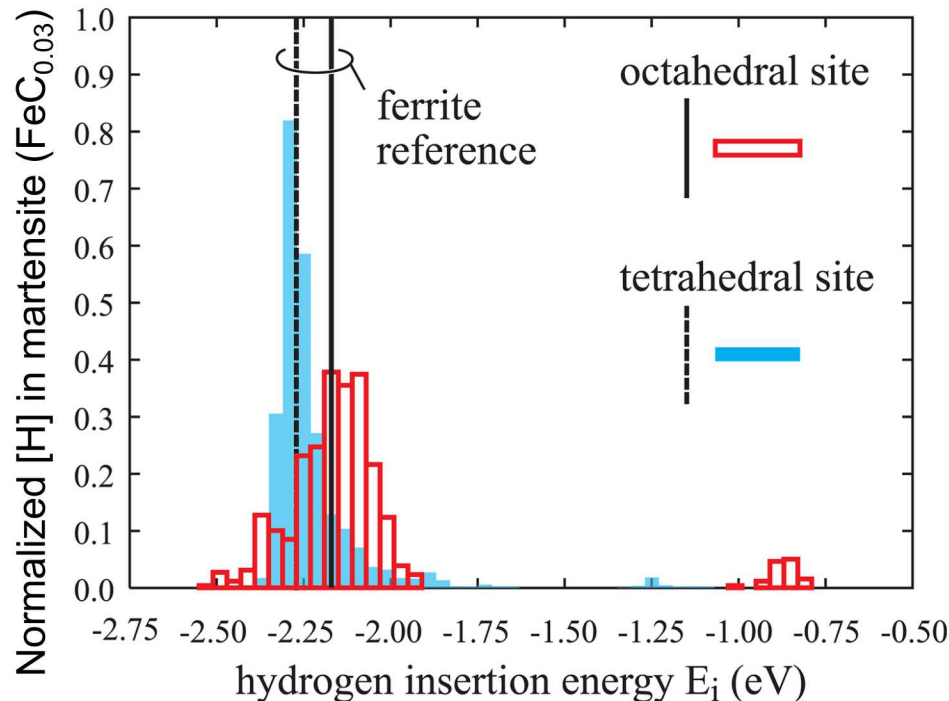 Normalized [H] in martensite (FeC0.03)
1.0
0.9
0.8
0.7
0.6
0.5
0.4
0.3
0.2
0.1
0.0
ferrite
reference
octahedral site
tetrahedral site
-2.75 -2.50 -2.25 -2.00 -1.75 -1.50 -1.25 -1.00 -0.75 -0.50
hydrogen insertion energy Ei (eV)